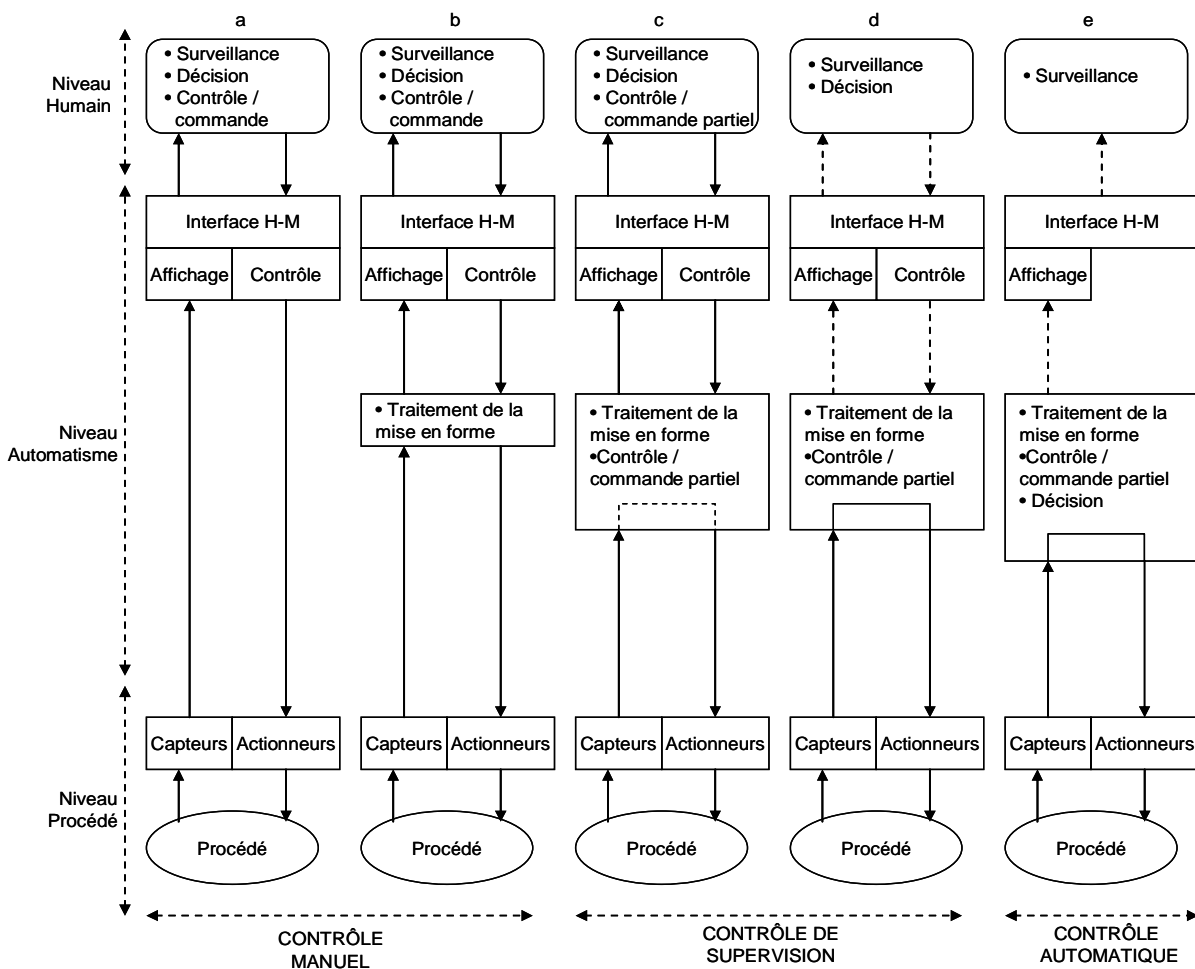 a
b
c
d
e
Niveau
Humain
• Surveillance
• Décision
• Contrôle /
commande
• Surveillance
• Décision
• Contrôle /
commande
• Surveillance
• Décision
• Contrôle /
commande partiel
• Surveillance
• Décision
• Surveillance
Interface H-M
Interface H-M
Interface H-M
Interface H-M
Interface H-M
Affichage
Contrôle
Affichage
Contrôle
Affichage
Contrôle
Affichage
Contrôle
Affichage
Niveau
Automatisme
• Traitement de la
mise en forme
• Traitement de la
mise en forme
•Contrôle /
commande partiel
• Traitement de la
mise en forme
•Contrôle /
commande partiel
• Traitement de la
mise en forme
•Contrôle /
commande partiel
• Décision
Capteurs
Actionneurs
Capteurs
Actionneurs
Capteurs
Actionneurs
Capteurs
Actionneurs
Capteurs
Actionneurs
Niveau
Procédé
Procédé
Procédé
Procédé
Procédé
Procédé
CONTRÔLE
MANUEL
CONTRÔLE DE
SUPERVISION
CONTRÔLE
AUTOMATIQUE